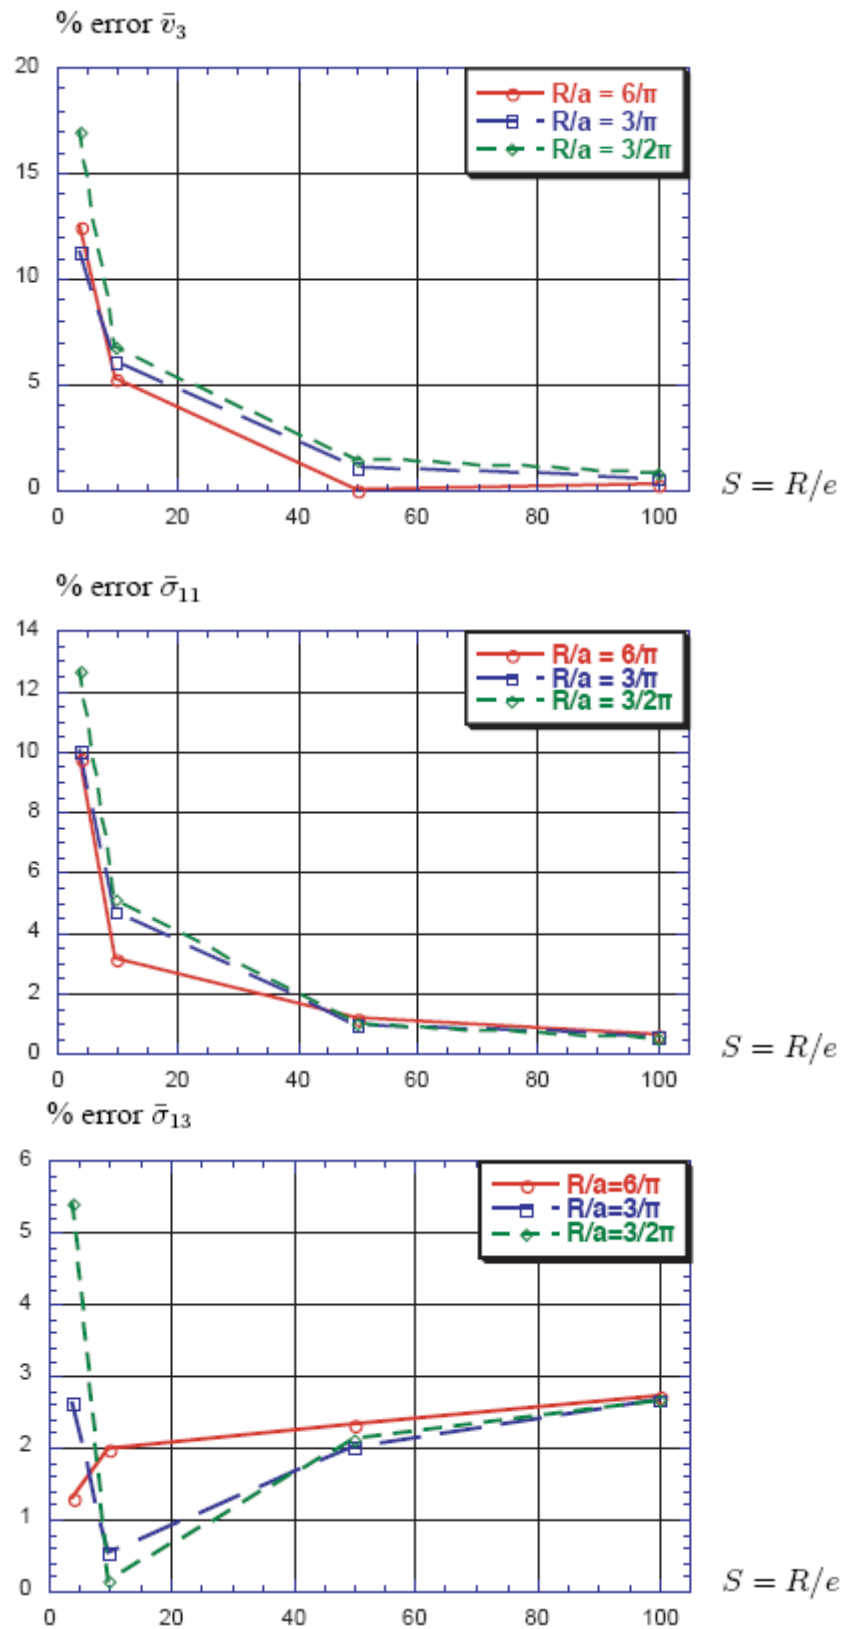 % error v̄₃
20
R/a = 6/π
R/a = 3/π
R/a = 3/2π
15
10
5
0
0 20 40 60 80 100
S = R/e
% error σ̄₁₁
14
R/a = 6/π
R/a = 3/π
R/a = 3/2π
12
10
8
6
4
2
0
0 20 40 60 80 100
S = R/e
% error σ̄₁₃
6
R/a=6/π
R/a=3/π
R/a=3/2π
5
4
3
2
1
0
0 20 40 60 80 100
S = R/e